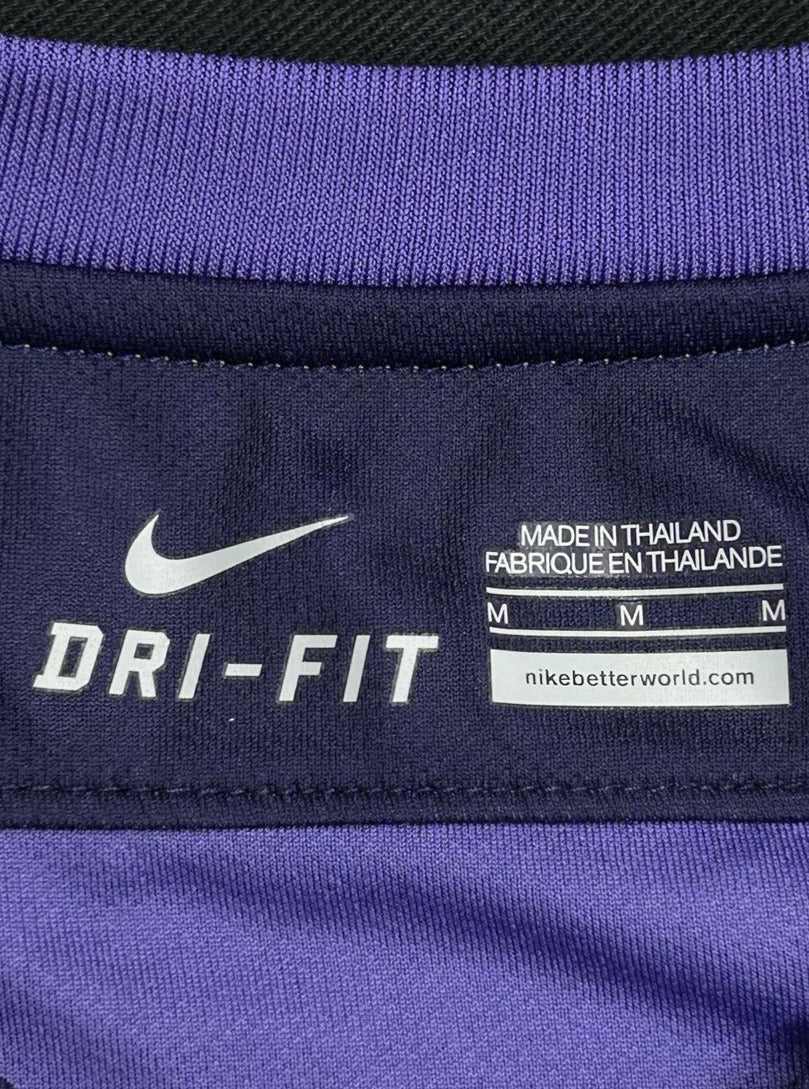 DRI-FIT
MADE IN THAILAND
FABRIQUE EN THAILANDE
M M M
nikebetterworld.com